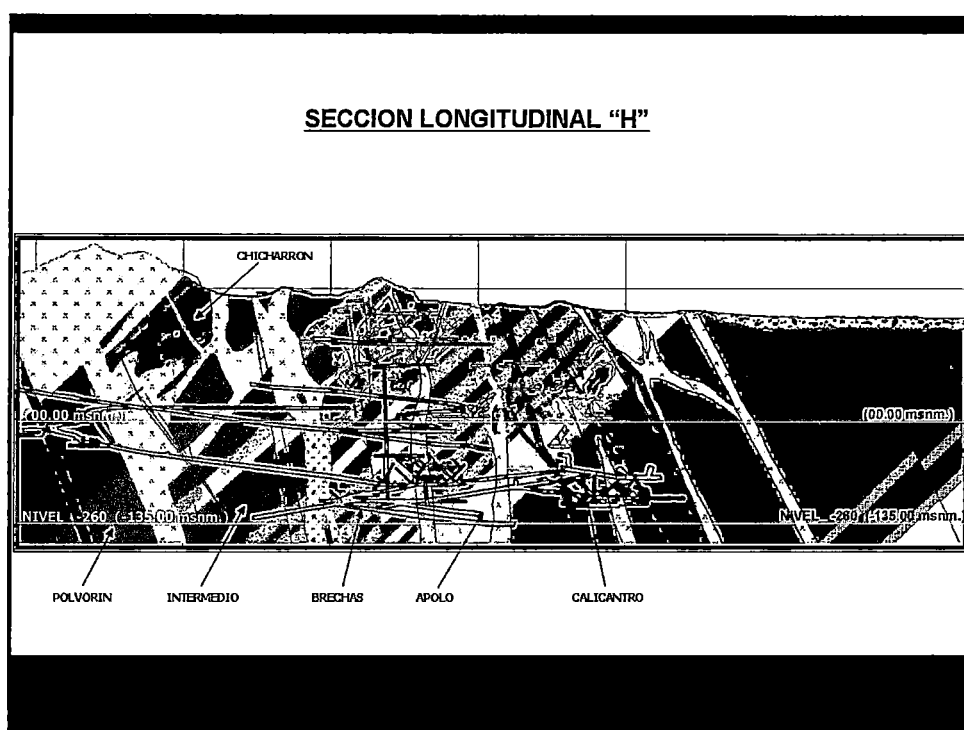 SECCION LONGITUDINAL “H”
CHICHARRON
(00.00 msnm.)
(00.00 msnm.)
NIVEL -260 (-135.00 msnm.)
NIVEL -260 (-135.00 msnm.)
POLVORIN
INTERMEDIO
BRECHAS
APOLO
CALICANTRO